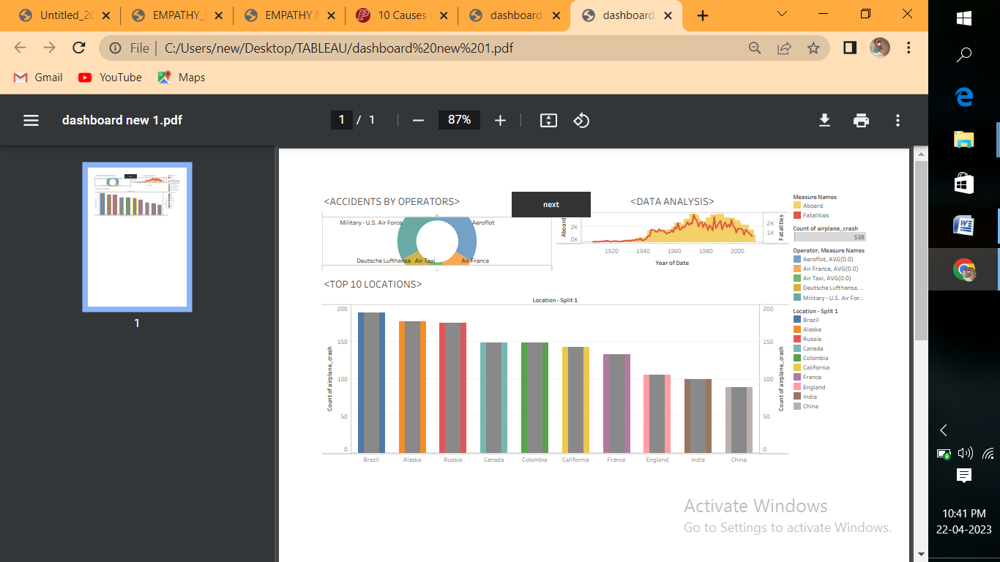 Untitled_20
EMPATHY_
EMPATHY M
10 Causes
dashboard
dashboard
File
C:/Users/new/Desktop/TABLEAU/dashboard%20new%201.pdf
Gmail
YouTube
Maps
dashboard new 1.pdf
1 / 1
87%
1
<ACCIDENTS BY OPERATORS>
next
<DATA ANALYSIS>
Military - U.S. Air Force
Aeroflot
Deutsche Lufthansa
Air Taxi
Air France
Aboard
2K
0K
2K
1K
Fatalities
1920 1940 1960 1980 2000
Year of Date
Measure Names
Aboard
Fatalities
Count of airplane_crash
538
Operator, Measure Names
Aeroflot, AVG(0.0)
Air France, AVG(0.0)
Air Taxi, AVG(0.0)
Deutsche Lufthansa, ..
Military - U.S. Air For..
Location - Split 1
Brazil
Alaska
Russia
Canada
Colombia
California
France
England
India
China
<TOP 10 LOCATIONS>
Location - Split 1
Count of airplane_crash
200
150
100
50
0
200
150
100
50
0
Count of airplane_crash
Brazil Alaska Russia Canada Colombia California France England India China
Activate Windows
Go to Settings to activate Windows.
10:41 PM
22-04-2023